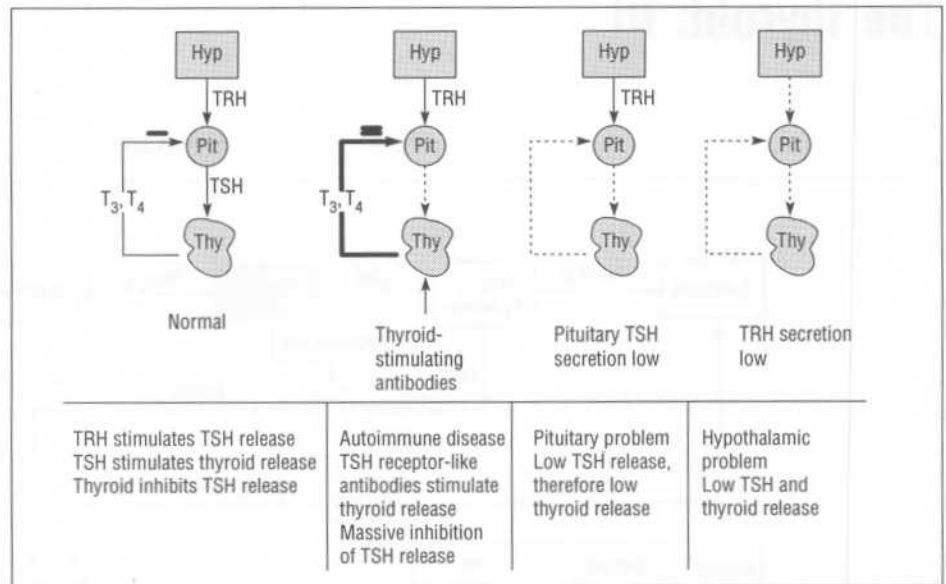 Hyp
TRH
Pit
TSH
T3, T4
Thy
Normal
Hyp
TRH
Pit
T3, T4
Thy
Thyroid-
stimulating
antibodies
Hyp
TRH
Pit
Thy
Pituitary TSH
secretion low
Hyp
Pit
Thy
TRH secretion
low
TRH stimulates TSH release
TSH stimulates thyroid release
Thyroid inhibits TSH release
Autoimmune disease
TSH receptor-like
antibodies stimulate
thyroid release
Massive inhibition
of TSH release
Pituitary problem
Low TSH release,
therefore low
thyroid release
Hypothalamic
problem
Low TSH and
thyroid release